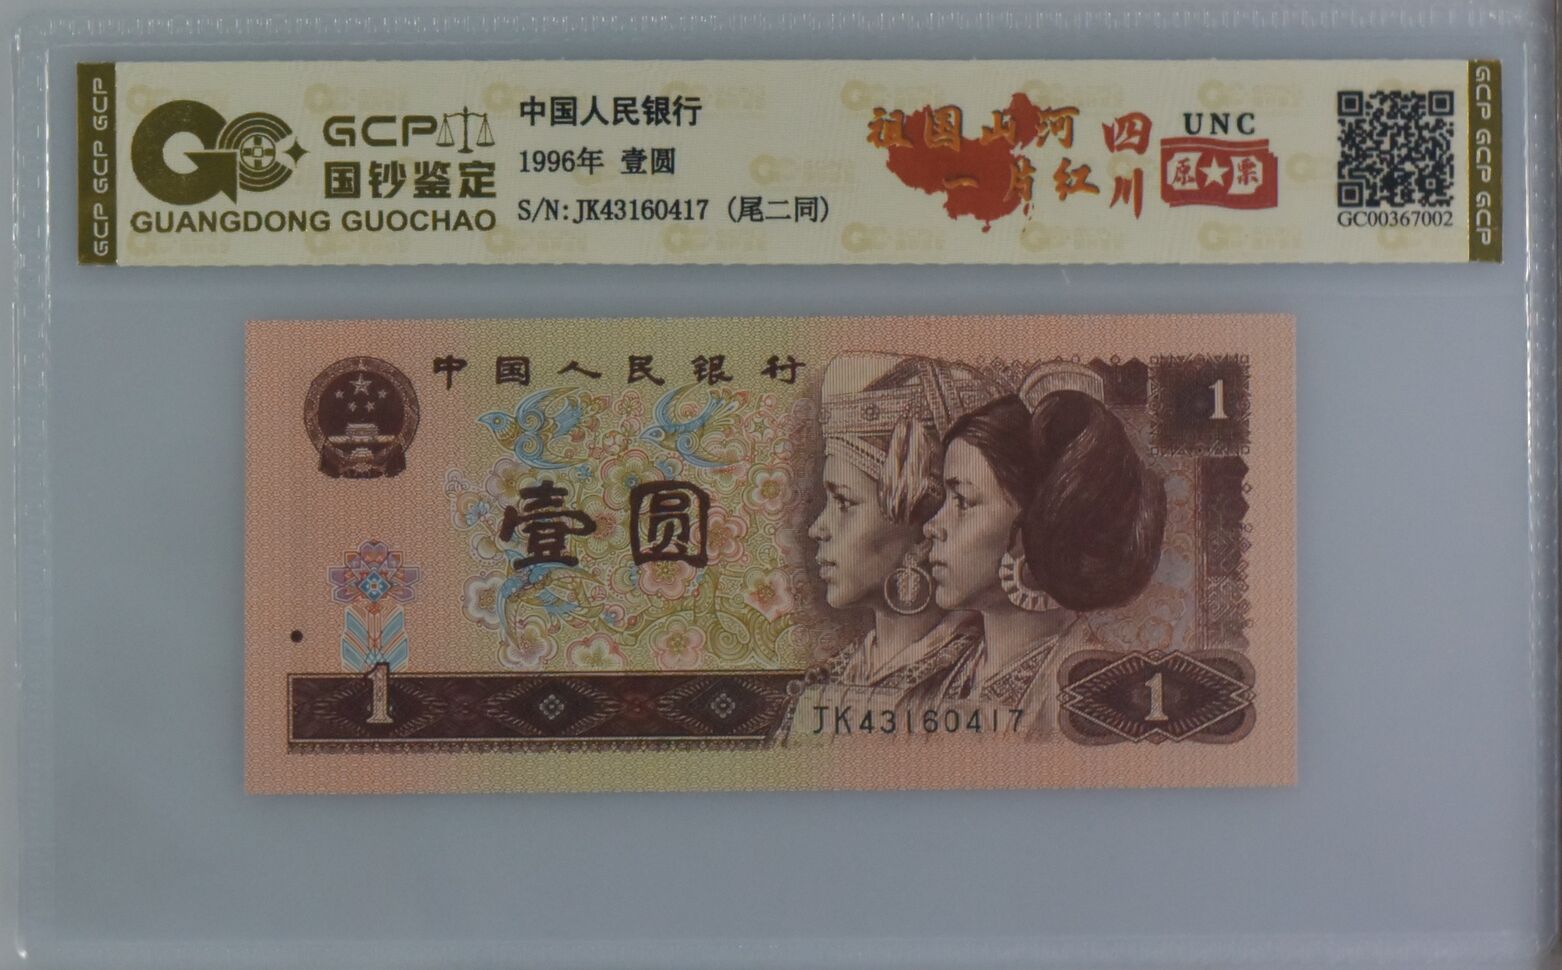 GCP GCP GCP
GCP
国钞鉴定
GUANGDONG GUOCHAO
中国人民银行
1996年 壹圆
S/N:JK43160417 (尾二同)
祖国山河
一片红
四川
UNC
原★票
GC00367002
GCP GCP GCP
中国人民银行
1
壹圆
1
JK43160417
1